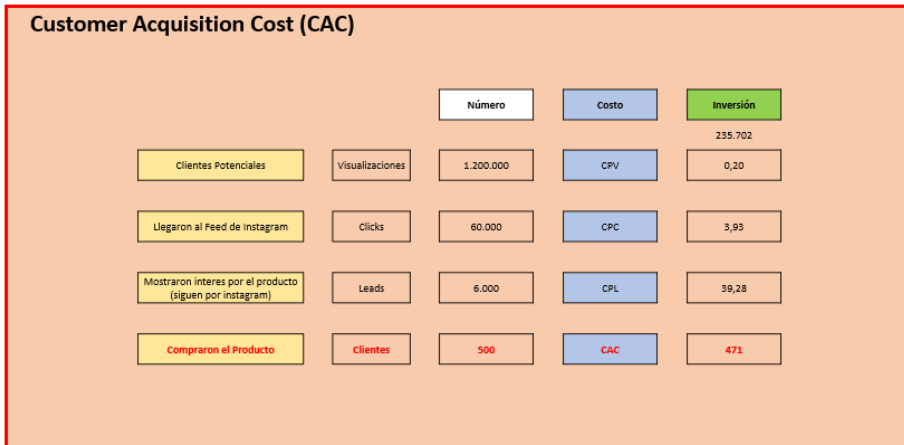 Customer Acquisition Cost (CAC)
Número Costo Inversión
235.702
Clientes Potenciales Visualizaciones 1.200.000 CPV 0,20
Llegaron al Feed de Instagram Clicks 60.000 CPC 3,93
Mostraron interes por el producto
(siguen por instagram) Leads 6.000 CPL 39,28
Compraron el Producto Clientes 500 CAC 471